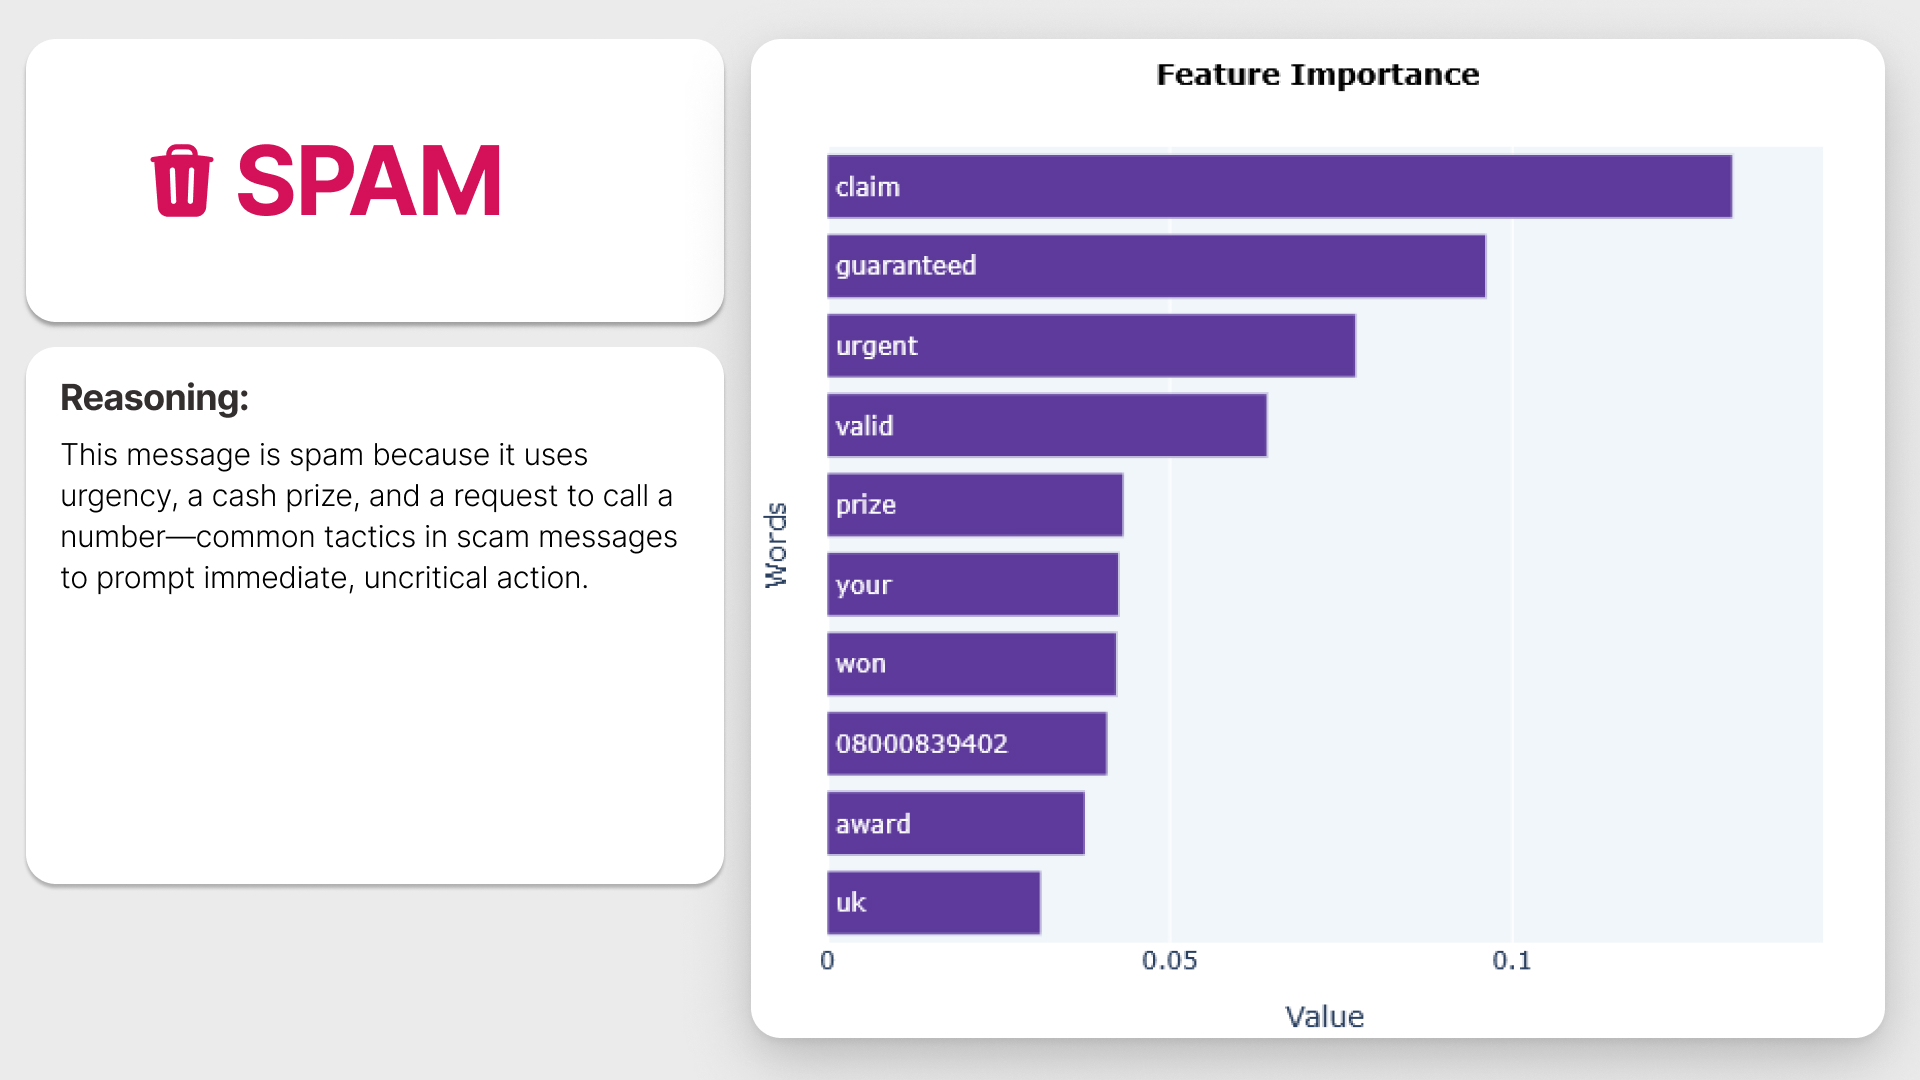 SPAM
Reasoning:
This message is spam because it uses
urgency, a cash prize, and a request to call a
number—common tactics in scam messages
to prompt immediate, uncritical action.
Feature Importance
Words
claim
guaranteed
urgent
valid
prize
your
won
08000839402
award
uk
0 0.05 0.1
Value